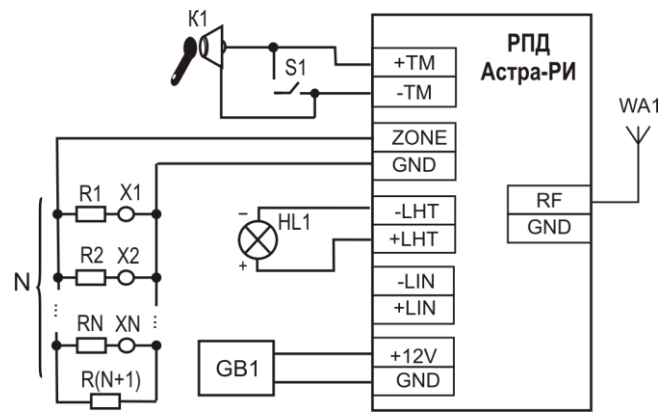 К1
РПД
Астра-РИ
S1
+TM
-TM
WA1
ZONE
GND
R1 X1
RF
GND
– HL1
+
-LHT
+LHT
R2 X2
N
-LIN
+LIN
RN XN
R(N+1)
GB1
+12V
GND